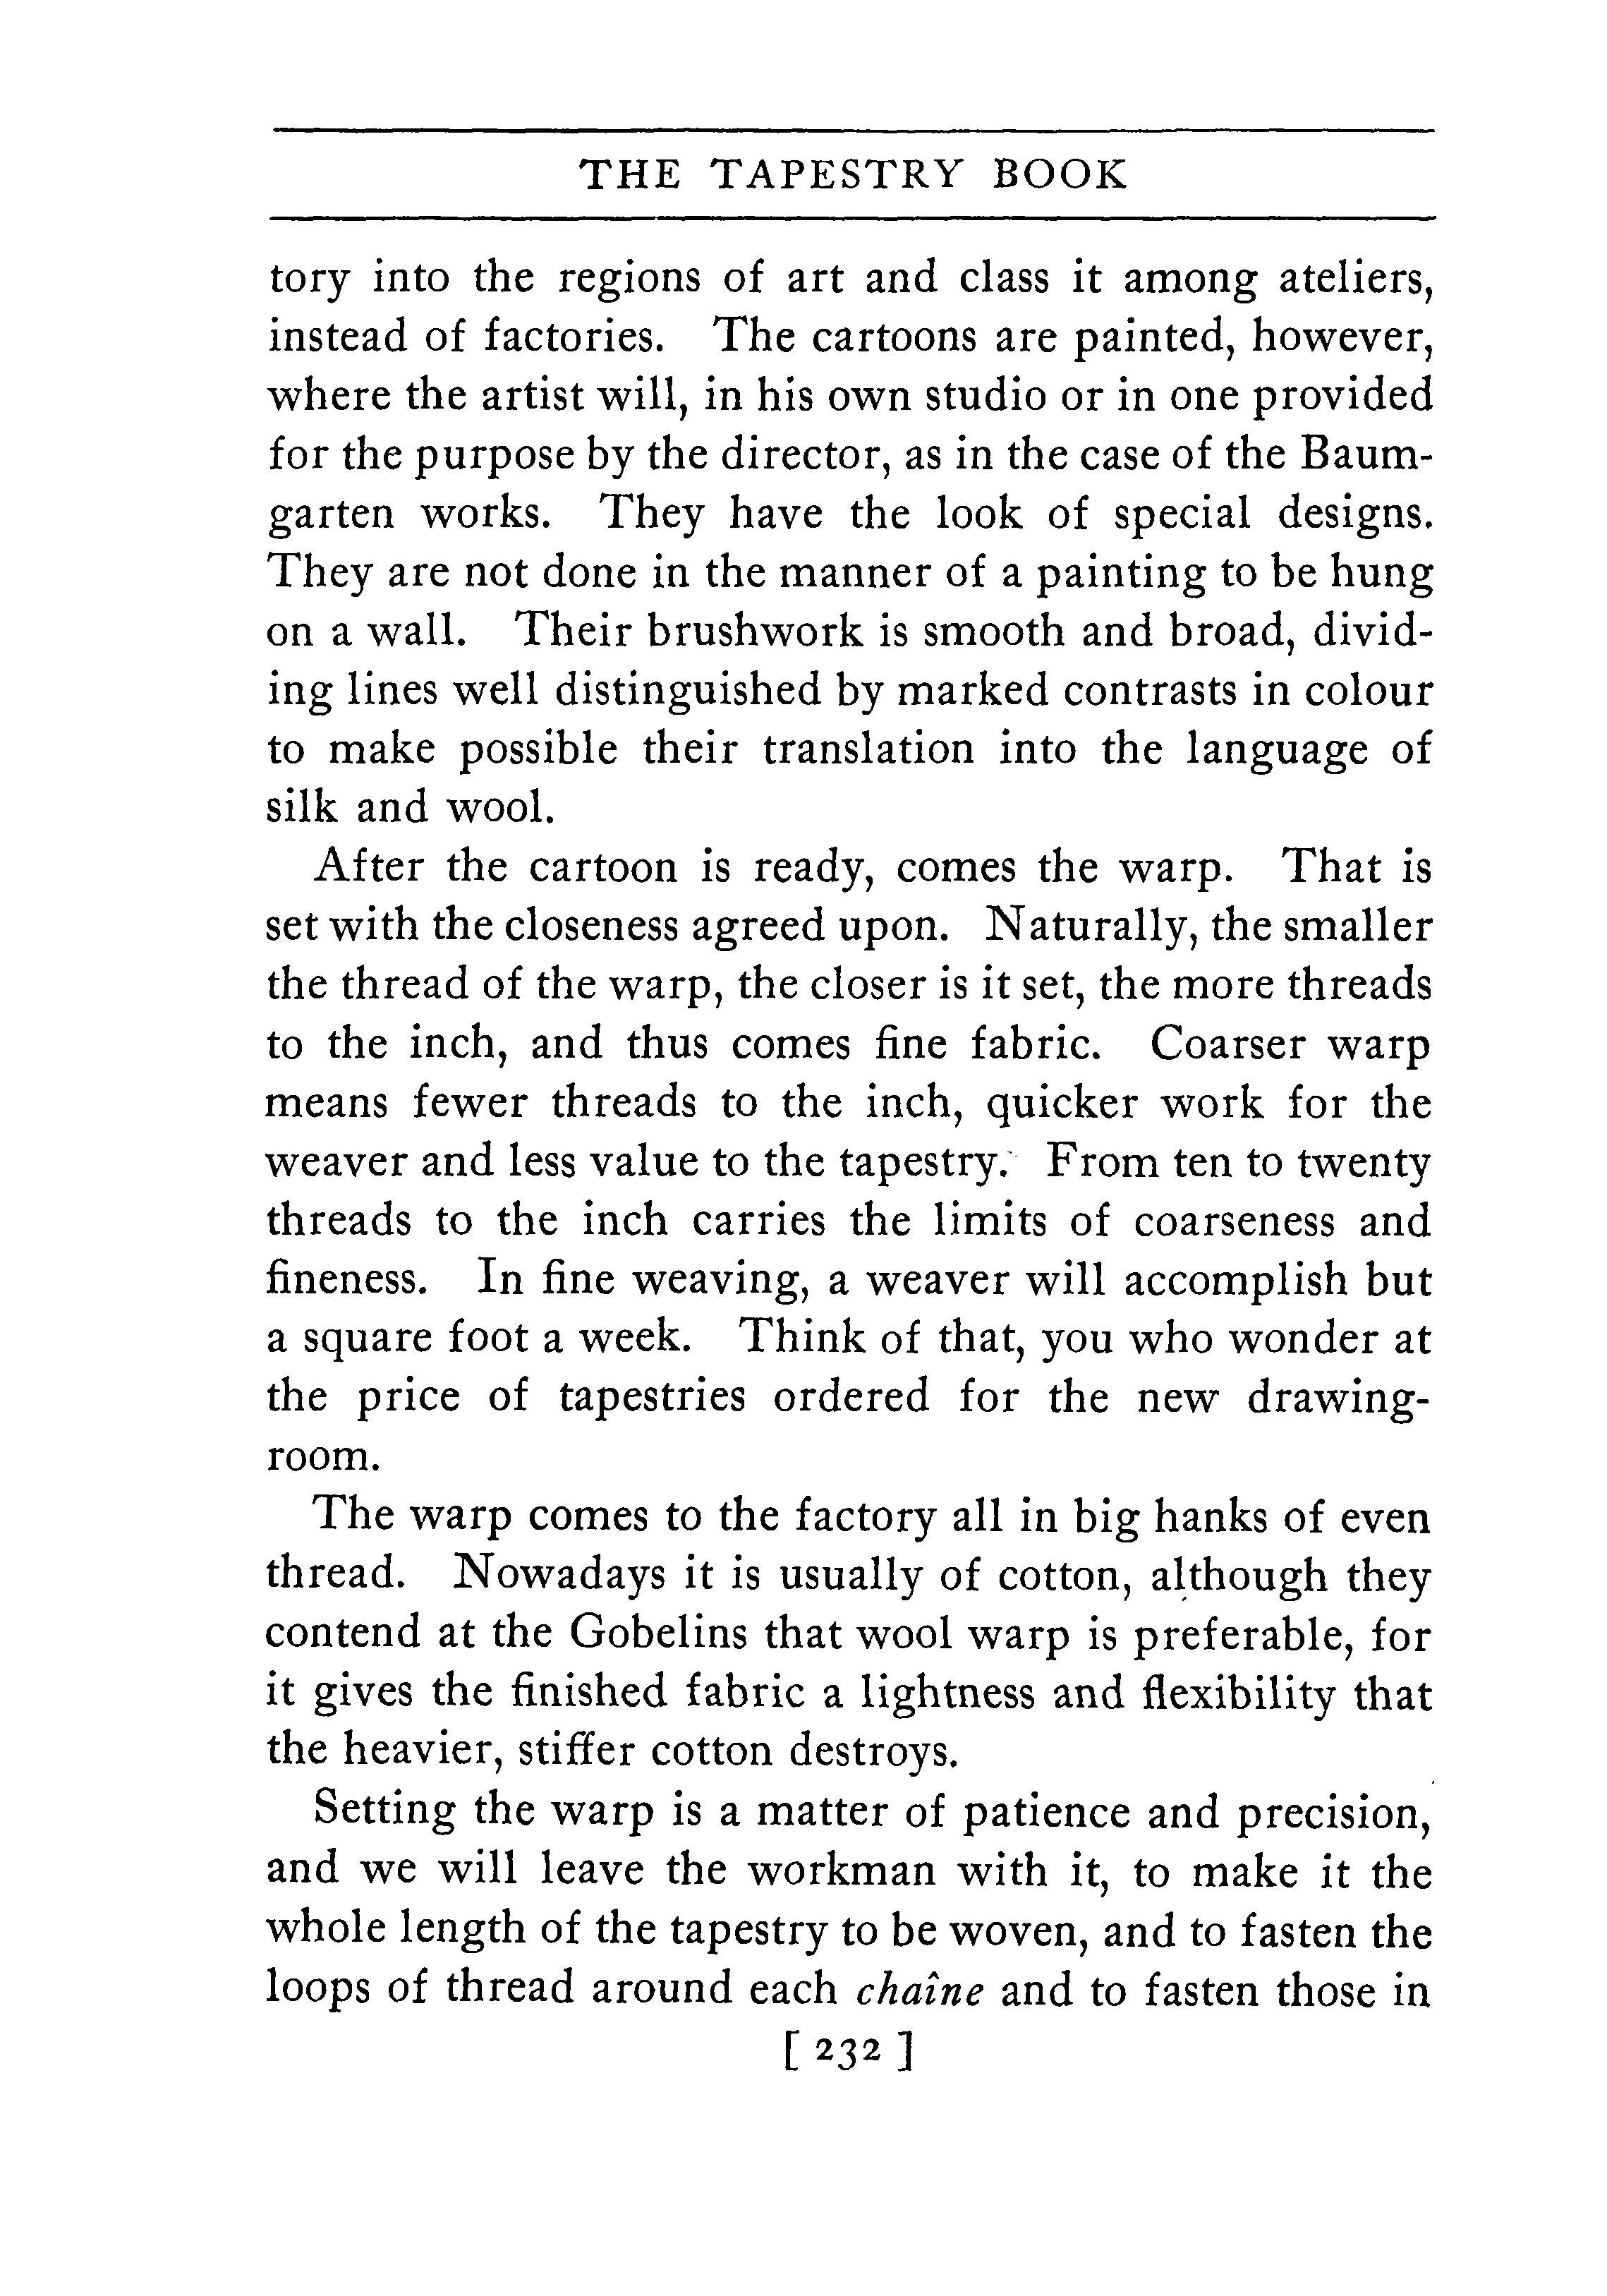 THE TAPESTRY BOOK
tory into the regions of art and class it among ateliers,
instead of factories. The cartoons are painted, however,
where the artist will, in his own studio or in one provided
for the purpose by the director, as in the case of the Baum-
garten works. They have the look of special designs.
They are not done in the manner of a painting to be hung
on a wall. Their brushwork is smooth and broad, divid-
ing lines well distinguished by marked contrasts in colour
to make possible their translation into the language of
silk and wool.
After the cartoon is ready, comes the warp. That is
set with the closeness agreed upon. Naturally, the smaller
the thread of the warp, the closer is it set, the more threads
to the inch, and thus comes fine fabric. Coarser warp
means fewer threads to the inch, quicker work for the
weaver and less value to the tapestry. From ten to twenty
threads to the inch carries the limits of coarseness and
fineness. In fine weaving, a weaver will accomplish but
a square foot a week. Think of that, you who wonder at
the price of tapestries ordered for the new drawing-
room.
The warp comes to the factory all in big hanks of even
thread. Nowadays it is usually of cotton, although they
contend at the Gobelins that wool warp is preferable, for
it gives the finished fabric a lightness and flexibility that
the heavier, stiffer cotton destroys.
Setting the warp is a matter of patience and precision,
and we will leave the workman with it, to make it the
whole length of the tapestry to be woven, and to fasten the
loops of thread around each chaîne and to fasten those in
[ 232 ]